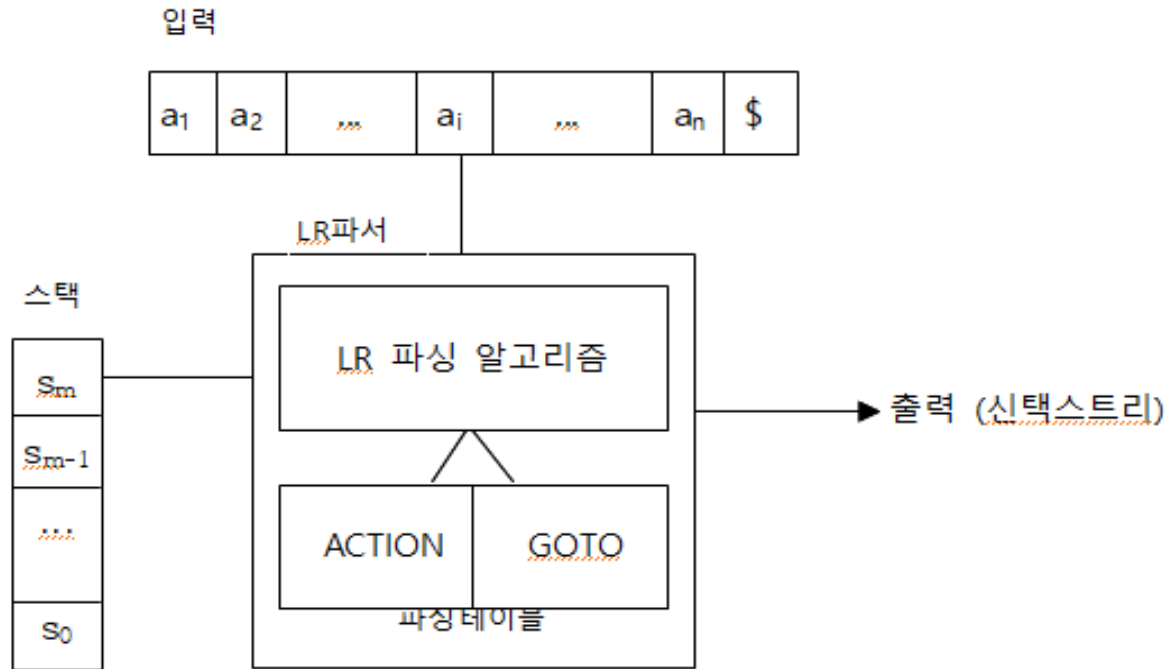 입력
a1 a2 ... ai ... an $
LR파서
스택
LR 파싱 알고리즘
sm
출력 (신택스트리)
sm-1
...
ACTION GOTO
파싱테이블
s0